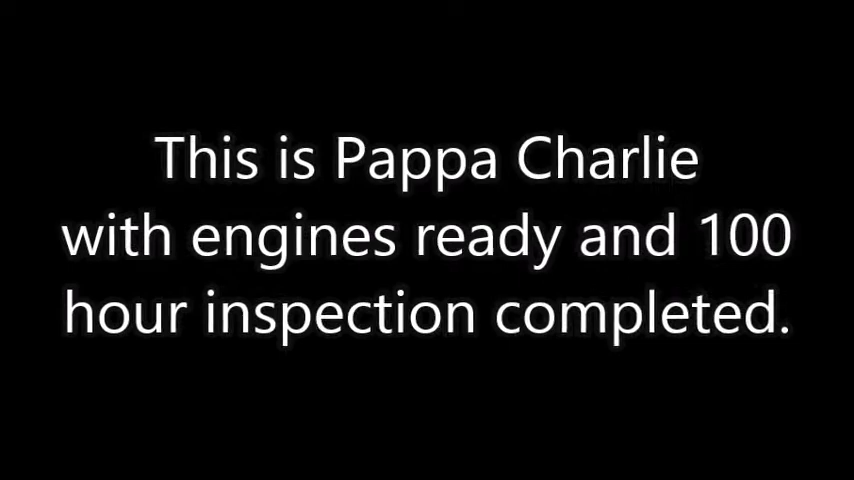 This is Pappa Charlie
with engines ready and 100
hour inspection completed.